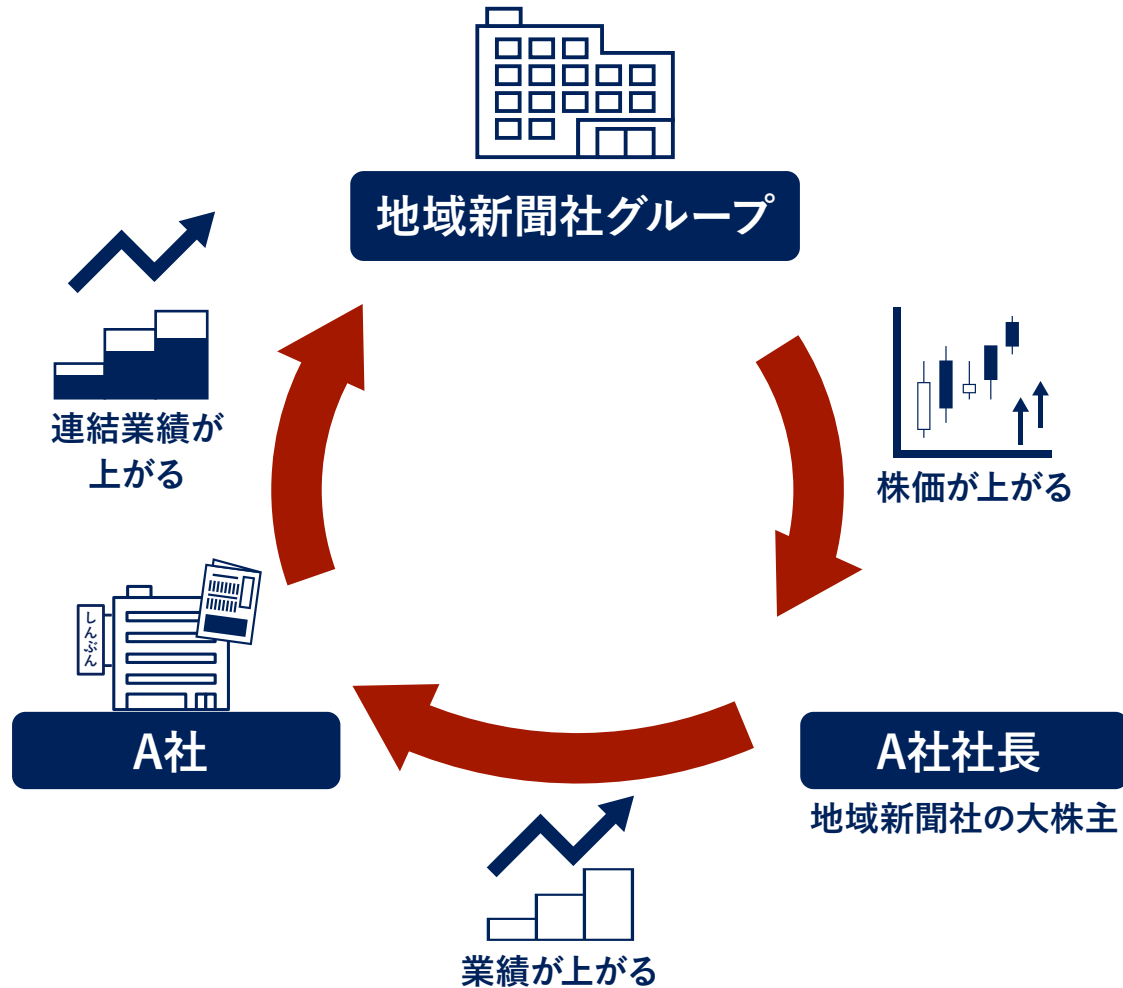 地域新聞社グループ
連結業績が
上がる
株価が上がる
しんぶん
A社
A社社長
地域新聞社の大株主
業績が上がる